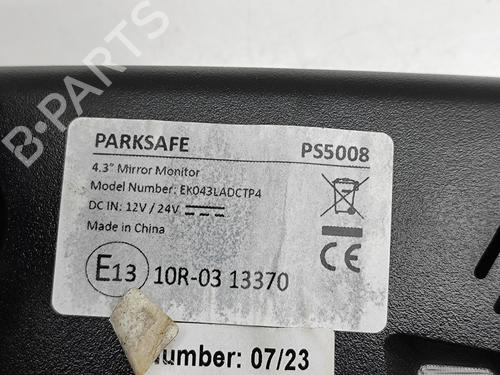 B·PARTS
PARKSAFE PS5008
4.3" Mirror Monitor
Model Number: EK043LADCTP4
DC IN: 12V / 24V
Made in China
CE
E13 10R-03 13370
umber: 07/23